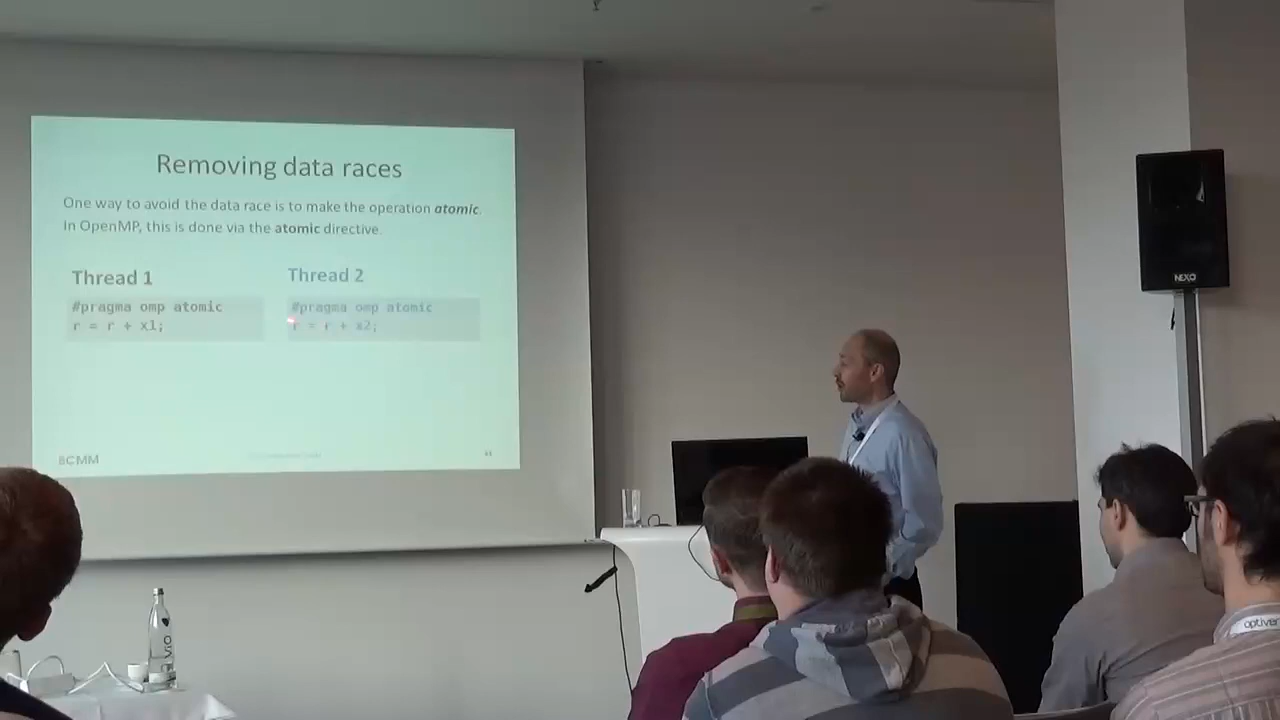 Removing data races
One way to avoid the data race is to make the operation atomic.
In OpenMP, this is done via the atomic directive.
Thread 1
#pragma omp atomic
r = r + x1;
Thread 2
#pragma omp atomic
r = r + x2;
NEXO
optiver